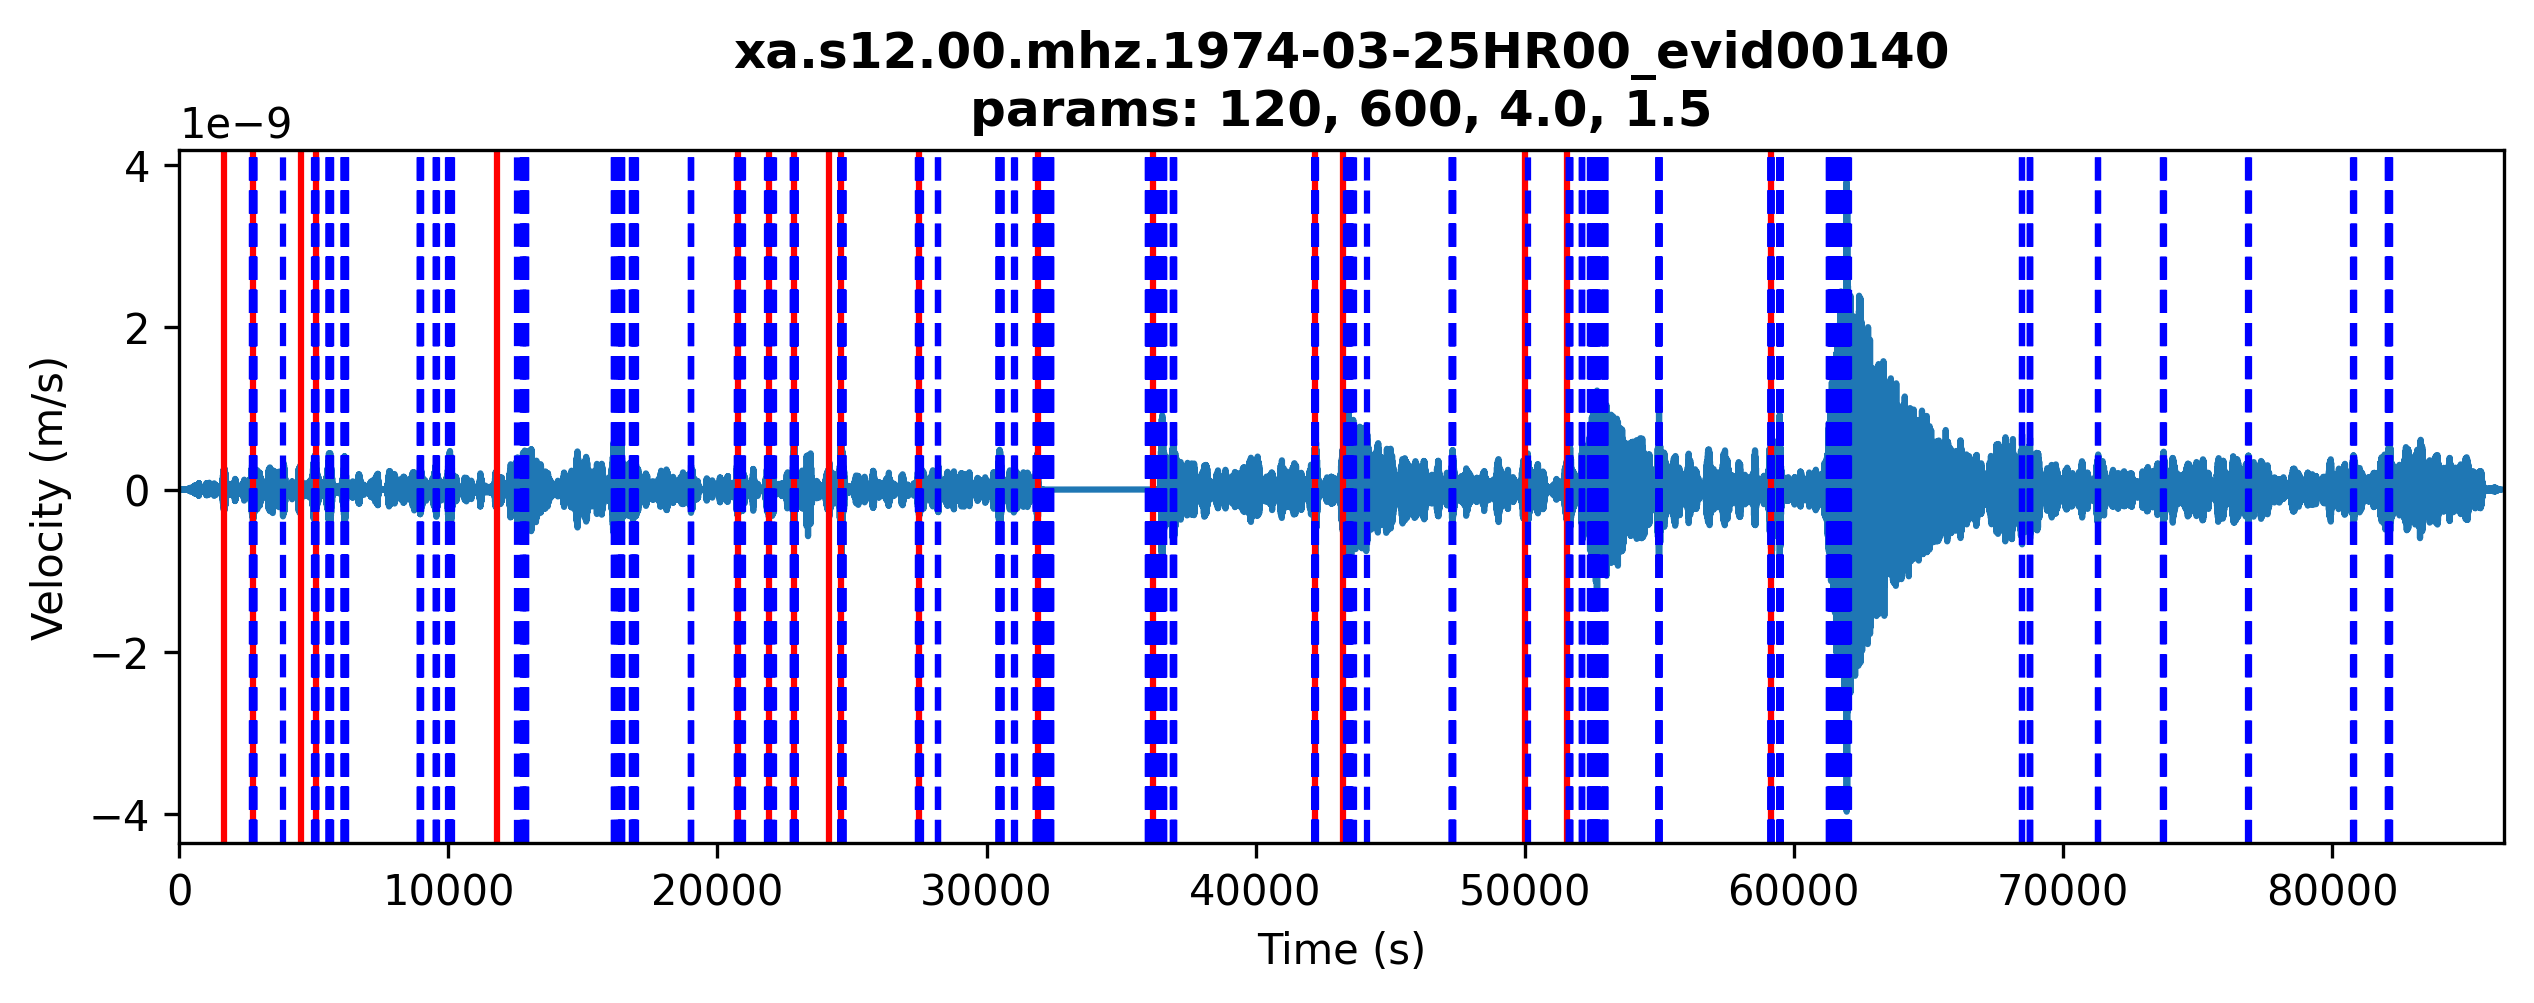 xa.s12.00.mhz.1974-03-25HR00_evid00140
params: 120, 600, 4.0, 1.5
1e−9
4
2
0
−2
−4
Velocity (m/s)
0 10000 20000 30000 40000 50000 60000 70000 80000
Time (s)